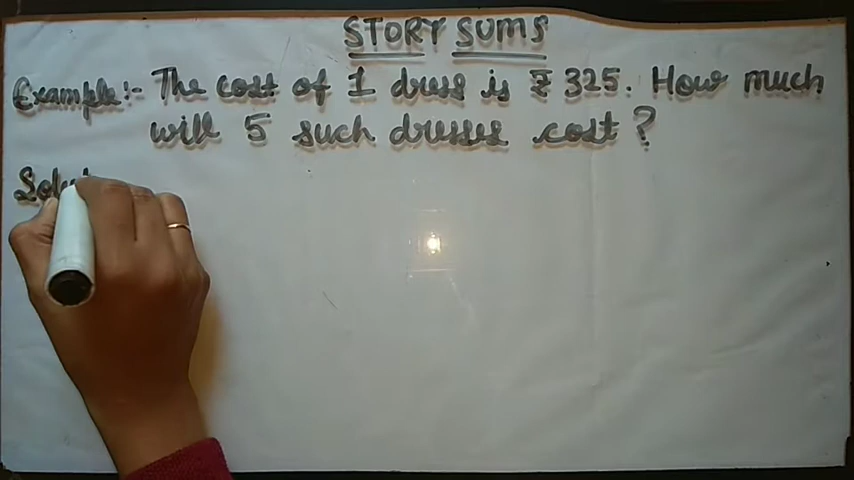 STORY SUMS
Example:- The cost of 1 dress is ₹ 325. How much
will 5 such dresses cost?